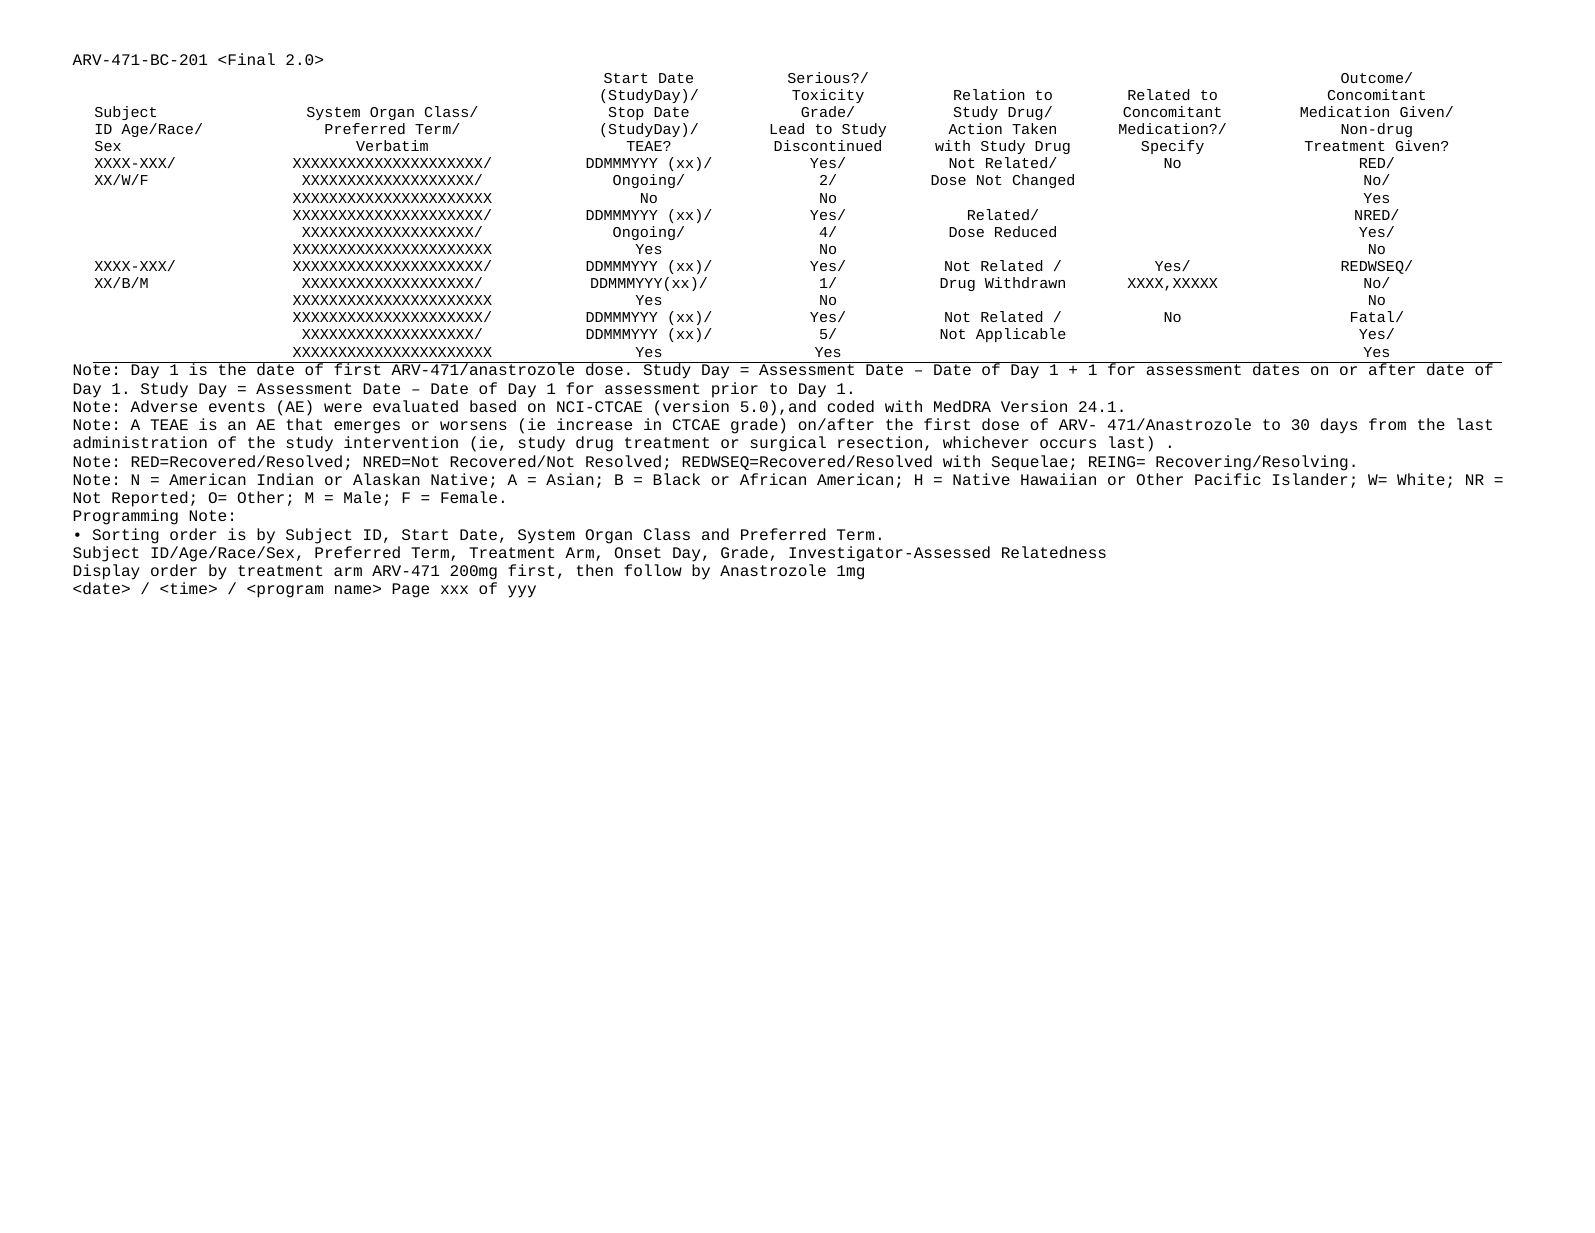 ARV-471-BC-201 <Final 2.0>
Start Date Serious?/ Outcome/
(StudyDay)/ Toxicity Relation to Related to Concomitant
Subject System Organ Class/ Stop Date Grade/ Study Drug/ Concomitant Medication Given/
ID Age/Race/ Preferred Term/ (StudyDay)/ Lead to Study Action Taken Medication?/ Non-drug
Sex Verbatim TEAE? Discontinued with Study Drug Specify Treatment Given?
XXXX-XXX/ XXXXXXXXXXXXXXXXXXXXX/ DDMMMYYY (xx)/ Yes/ Not Related/ No RED/
XX/W/F XXXXXXXXXXXXXXXXXXX/ Ongoing/ 2/ Dose Not Changed No/
XXXXXXXXXXXXXXXXXXXXXX No No Yes
XXXXXXXXXXXXXXXXXXXXX/ DDMMMYYY (xx)/ Yes/ Related/ NRED/
XXXXXXXXXXXXXXXXXXX/ Ongoing/ 4/ Dose Reduced Yes/
XXXXXXXXXXXXXXXXXXXXXX Yes No No
XXXX-XXX/ XXXXXXXXXXXXXXXXXXXXX/ DDMMMYYY (xx)/ Yes/ Not Related / Yes/ REDWSEQ/
XX/B/M XXXXXXXXXXXXXXXXXXX/ DDMMMYYY(xx)/ 1/ Drug Withdrawn XXXX,XXXXX No/
XXXXXXXXXXXXXXXXXXXXXX Yes No No
XXXXXXXXXXXXXXXXXXXXX/ DDMMMYYY (xx)/ Yes/ Not Related / No Fatal/
XXXXXXXXXXXXXXXXXXX/ DDMMMYYY (xx)/ 5/ Not Applicable Yes/
XXXXXXXXXXXXXXXXXXXXXX Yes Yes Yes
Note: Day 1 is the date of first ARV-471/anastrozole dose. Study Day = Assessment Date – Date of Day 1 + 1 for assessment dates on or after date of
Day 1. Study Day = Assessment Date – Date of Day 1 for assessment prior to Day 1.
Note: Adverse events (AE) were evaluated based on NCI-CTCAE (version 5.0),and coded with MedDRA Version 24.1.
Note: A TEAE is an AE that emerges or worsens (ie increase in CTCAE grade) on/after the first dose of ARV- 471/Anastrozole to 30 days from the last
administration of the study intervention (ie, study drug treatment or surgical resection, whichever occurs last) .
Note: RED=Recovered/Resolved; NRED=Not Recovered/Not Resolved; REDWSEQ=Recovered/Resolved with Sequelae; REING= Recovering/Resolving.
Note: N = American Indian or Alaskan Native; A = Asian; B = Black or African American; H = Native Hawaiian or Other Pacific Islander; W= White; NR =
Not Reported; O= Other; M = Male; F = Female.
Programming Note:
• Sorting order is by Subject ID, Start Date, System Organ Class and Preferred Term.
Subject ID/Age/Race/Sex, Preferred Term, Treatment Arm, Onset Day, Grade, Investigator-Assessed Relatedness
Display order by treatment arm ARV-471 200mg first, then follow by Anastrozole 1mg
<date> / <time> / <program name> Page xxx of yyy